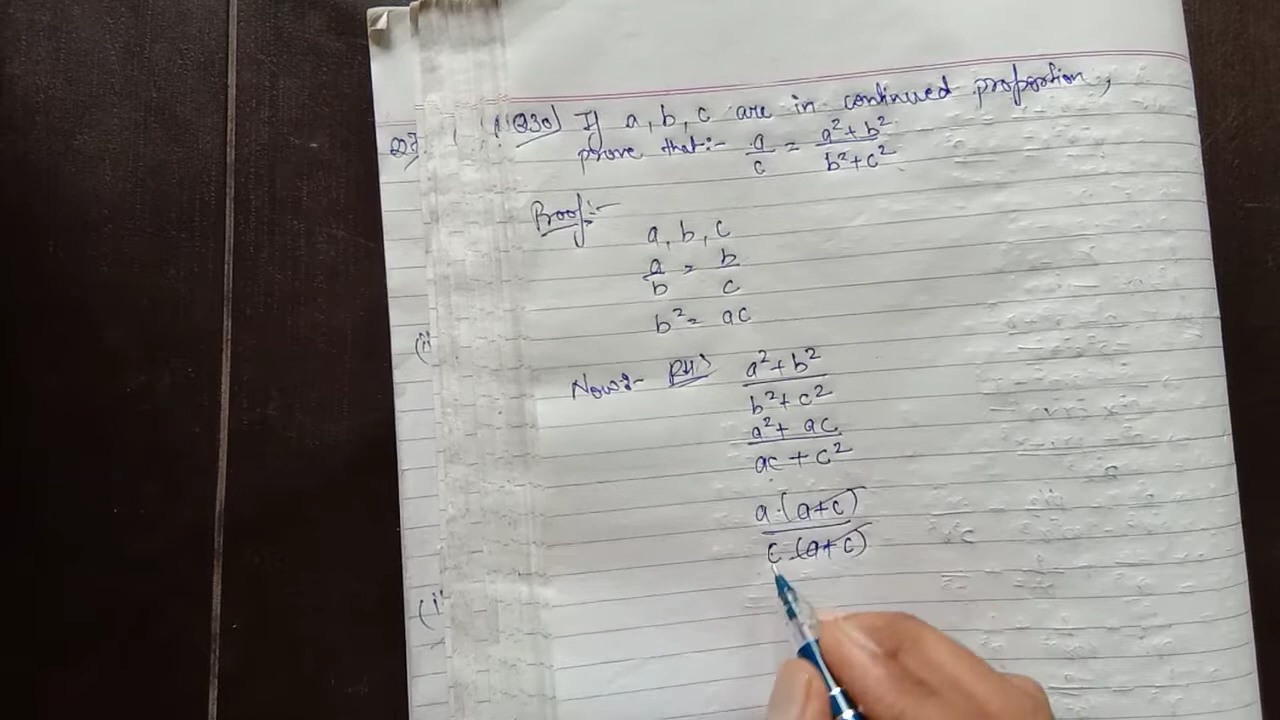 Q30) If a, b, c are in continued proportion,
prove that:- a/c = (a²+b²)/(b²+c²)
Proof:-
a, b, c
a/b = b/c
b² = ac
Now:- RHS (a²+b²)/(b²+c²)
(a²+ac)/(ac+c²)
a·(a+c)/c·(a+c)
Q27
(i
(i